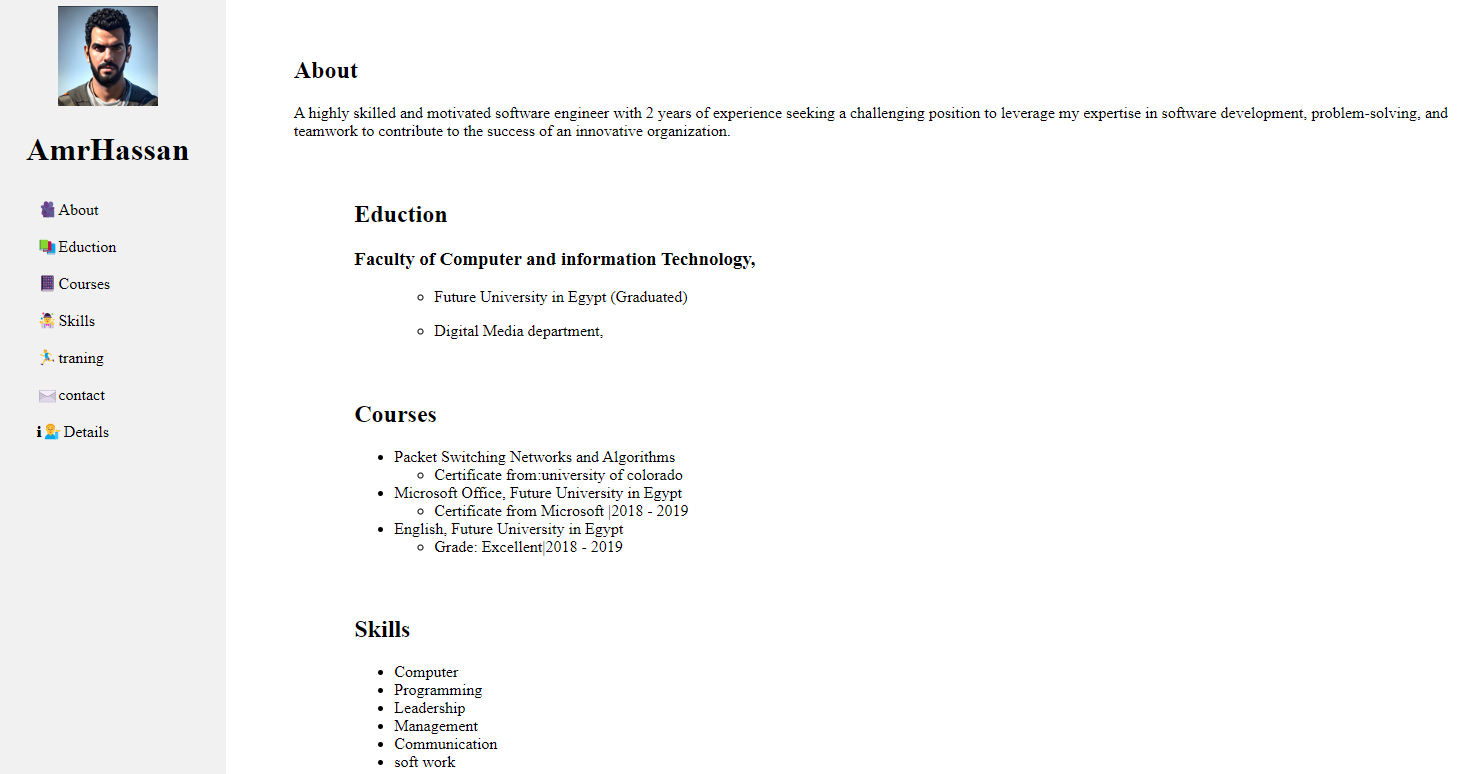 AmrHassan
About
Eduction
Courses
Skills
traning
contact
Details
About
A highly skilled and motivated software engineer with 2 years of experience seeking a challenging position to leverage my expertise in software development, problem-solving, and
teamwork to contribute to the success of an innovative organization.
Eduction
Faculty of Computer and information Technology,
Future University in Egypt (Graduated)
Digital Media department,
Courses
Packet Switching Networks and Algorithms
Certificate from:university of colorado
Microsoft Office, Future University in Egypt
Certificate from Microsoft |2018 - 2019
English, Future University in Egypt
Grade: Excellent|2018 - 2019
Skills
Computer
Programming
Leadership
Management
Communication
soft work